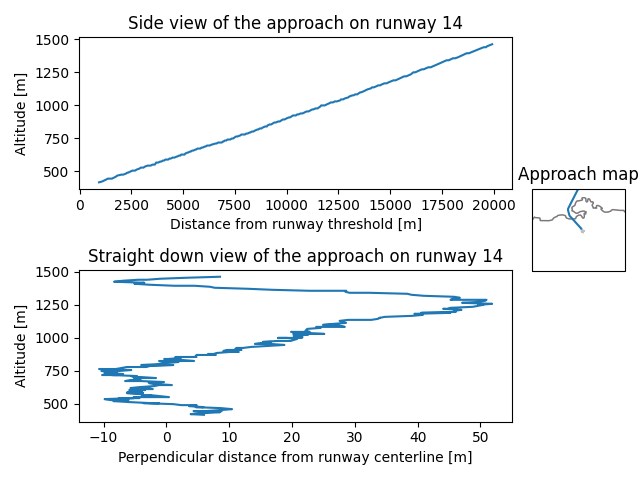 Side view of the approach on runway 14
1500
1250
1000
750
500
Altitude [m]
0 2500 5000 7500 10000 12500 15000 17500 20000
Distance from runway threshold [m]
Approach map
Straight down view of the approach on runway 14
1500
1250
1000
750
500
Altitude [m]
−10 0 10 20 30 40 50
Perpendicular distance from runway centerline [m]